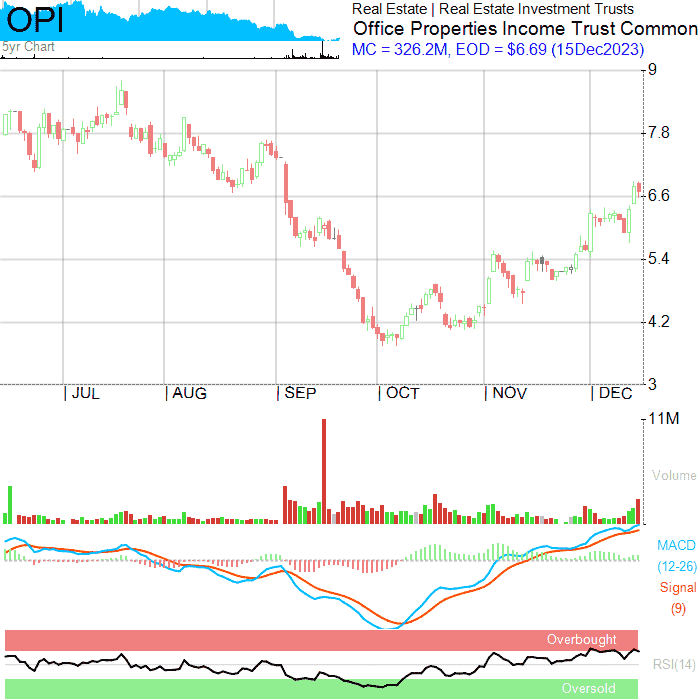 OPI
5yr Chart
Real Estate | Real Estate Investment Trusts
Office Properties Income Trust Common
MC = 326.2M, EOD = $6.69 (15Dec2023)
9
7.8
6.6
5.4
4.2
3
| JUL | AUG | SEP | OCT | NOV | DEC
11M
Volume
MACD
(12-26)
Signal
(9)
Overbought
RSI(14)
Oversold